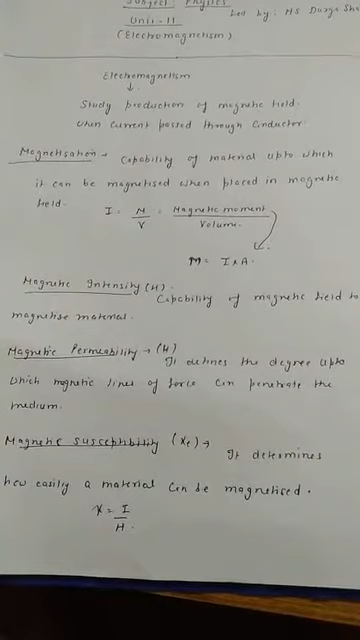 Subject: Physics
Unit-II
Lec by: Ms Durga
(Electromagnetism)
Electromagnetism
↓
Study production of magnetic field.
when current passed through Conductor.
Magnetisation → Capability of material upto which
it can be magnetised when placed in magnetic
field.
I = M/V = Magnetic moment/Volume.
M = I × A.
Magnetic Intensity (H).
Capability of magnetic field to
magnetise material.
Magnetic Permeability → (H)
It defines the degree upto
which magnetic lines of force can penetrate the
medium.
Magnetic susceptibility (χ) →
It determines
how easily a material can be magnetised.
χ = I/H.